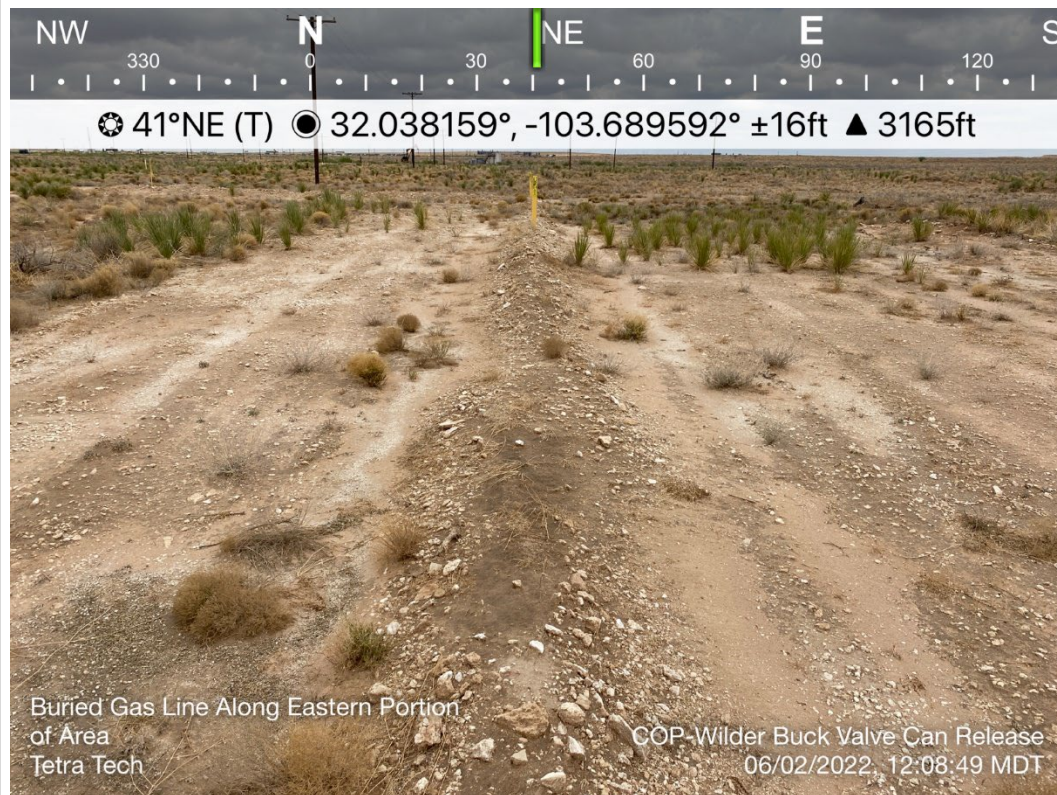 NW N NE E S
330 0 30 60 90 120
41°NE (T) 32.038159°, -103.689592° ±16ft ▲ 3165ft
Buried Gas Line Along Eastern Portion
of Area
Tetra Tech
COP-Wilder Buck Valve Can Release
06/02/2022 12:08:49 MDT